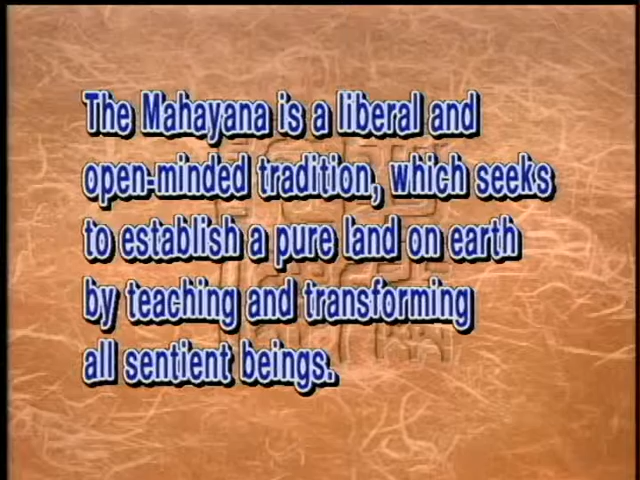 The Mahayana is a liberal and
open-minded tradition, which seeks
to establish a pure land on earth
by teaching and transforming
all sentient beings.